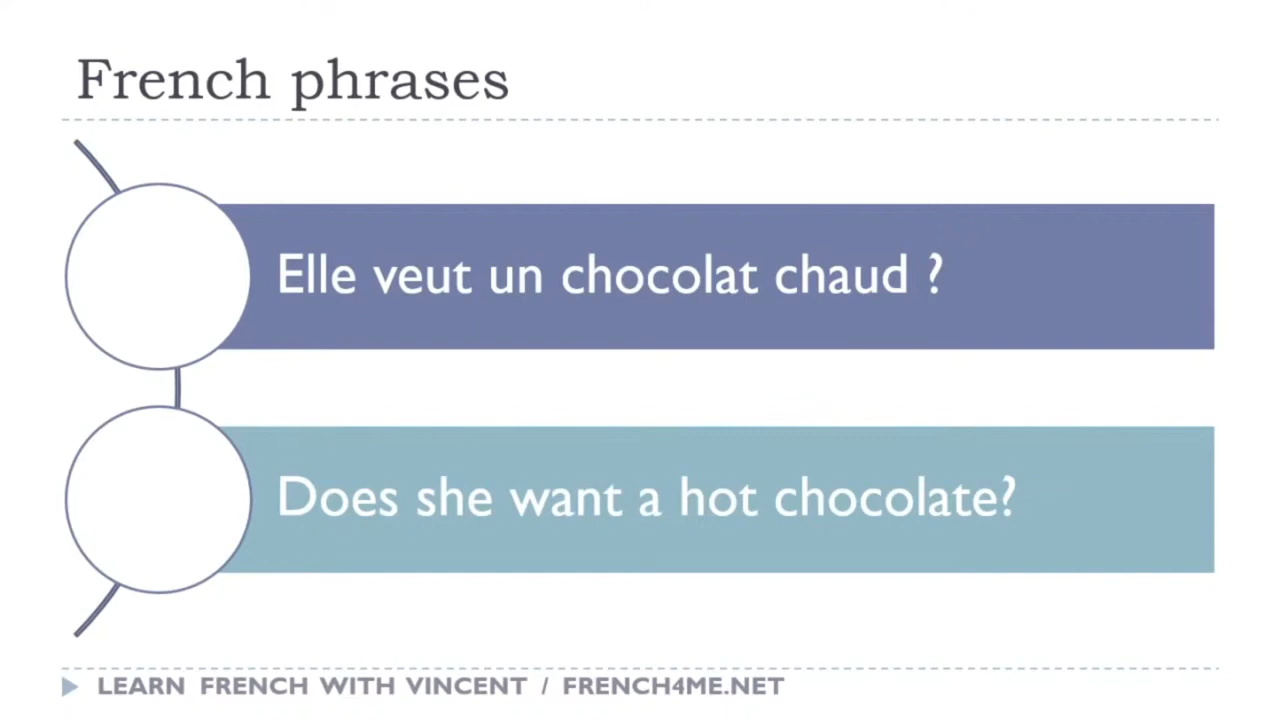 French phrases
Elle veut un chocolat chaud ?
Does she want a hot chocolate?
LEARN FRENCH WITH VINCENT / FRENCH4ME.NET